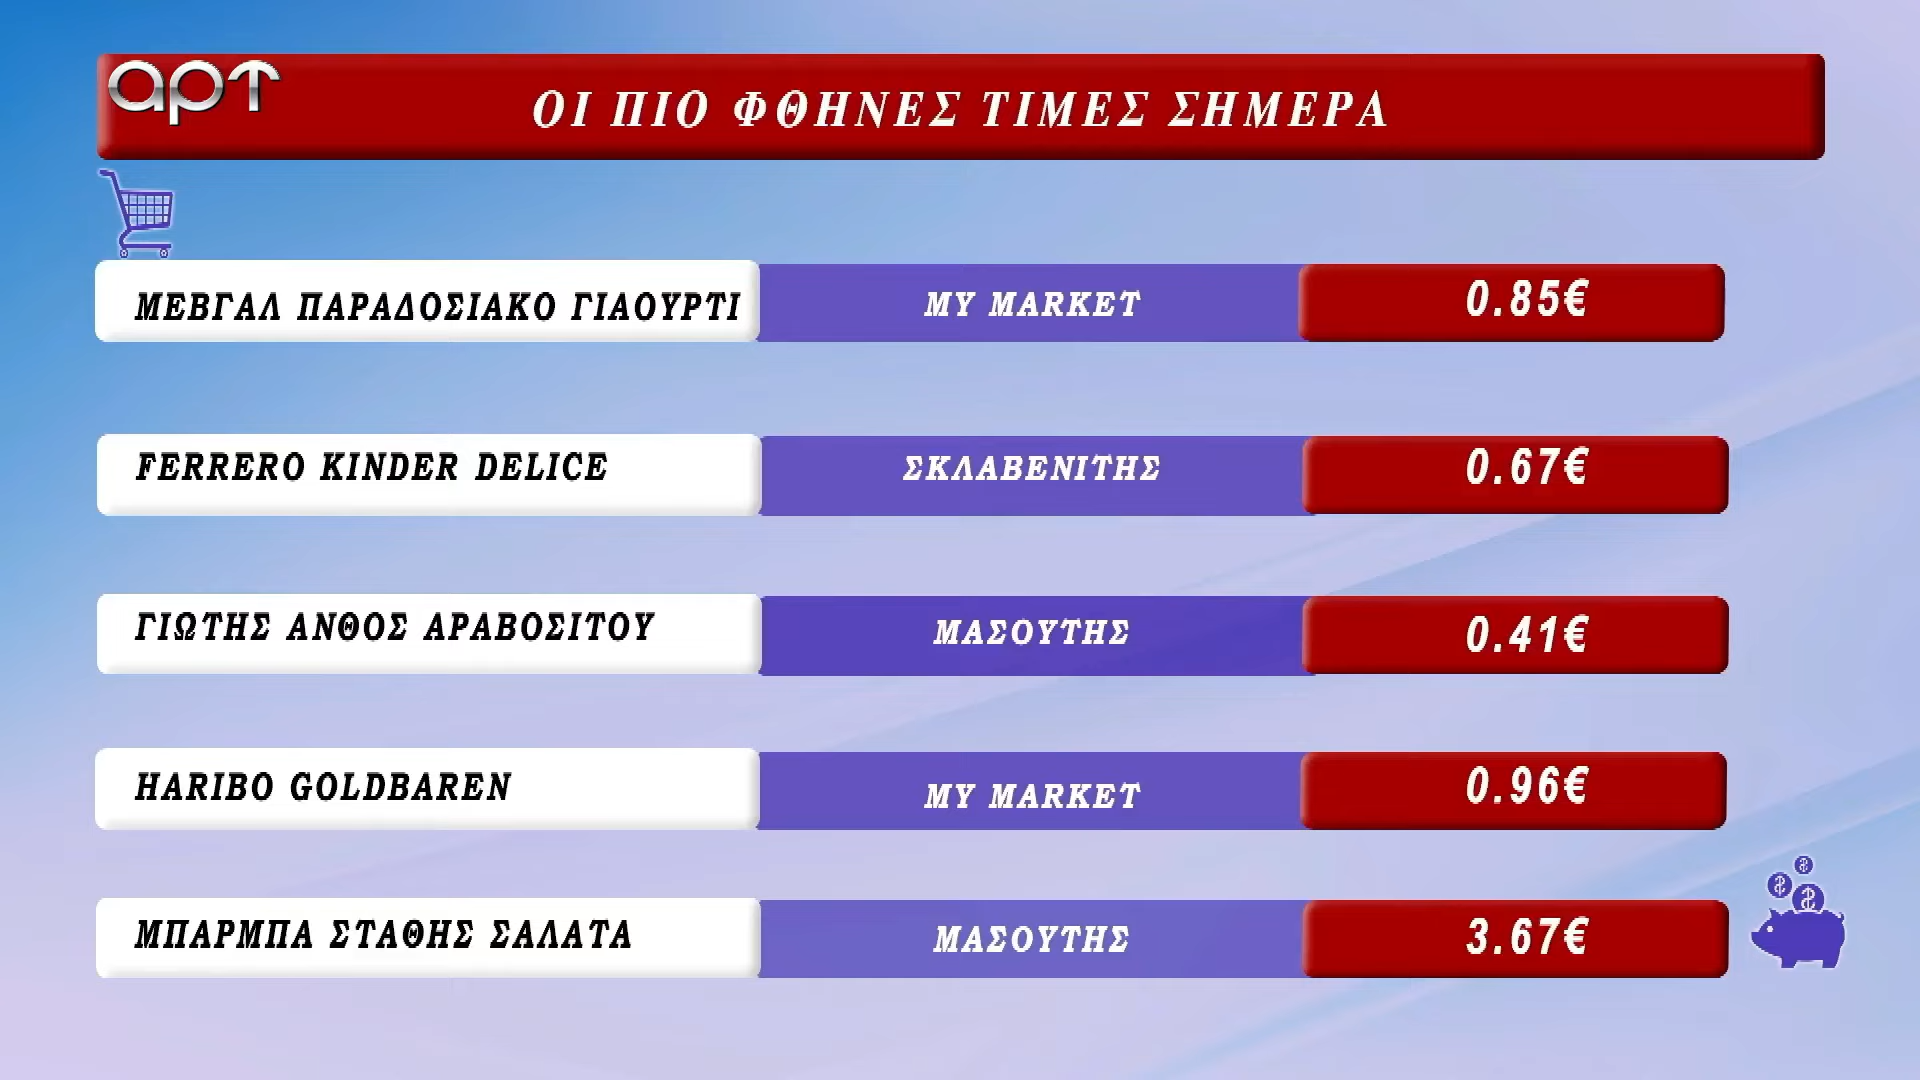 αρτ
ΟΙ ΠΙΟ ΦΘΗΝΕΣ ΤΙΜΕΣ ΣΗΜΕΡΑ
ΜΕΒΓΑΛ ΠΑΡΑΔΟΣΙΑΚΟ ΓΙΑΟΥΡΤΙ MY MARKET 0.85€
FERRERO KINDER DELICE ΣΚΛΑΒΕΝΙΤΗΣ 0.67€
ΓΙΩΤΗΣ ΑΝΘΟΣ ΑΡΑΒΟΣΙΤΟΥ ΜΑΣΟΥΤΗΣ 0.41€
HARIBO GOLDBAREN MY MARKET 0.96€
ΜΠΑΡΜΠΑ ΣΤΑΘΗΣ ΣΑΛΑΤΑ ΜΑΣΟΥΤΗΣ 3.67€